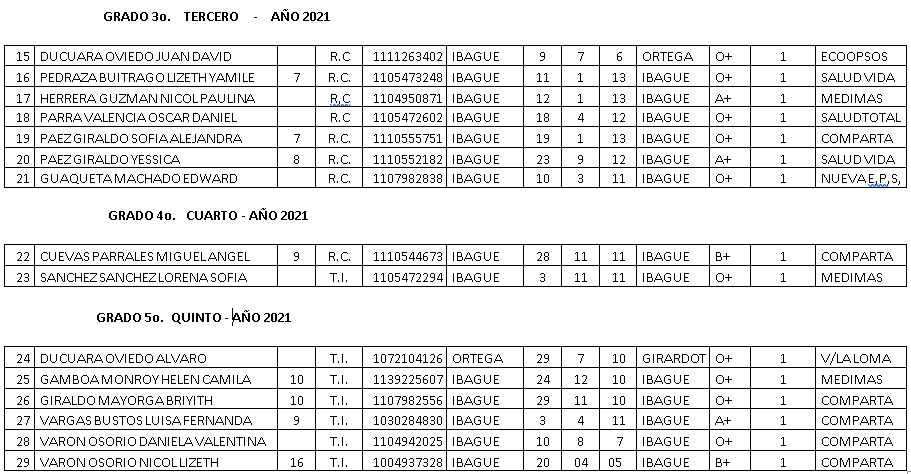 GRADO 3o. TERCERO - AÑO 2021
15 DUCUARA OVIEDO JUAN DAVID R.C 1111263402 IBAGUE 9 7 6 ORTEGA O+ 1 ECOOPSOS
16 PEDRAZA BUITRAGO LIZETH YAMILE 7 R.C. 1105473248 IBAGUE 11 1 13 IBAGUE O+ 1 SALUD VIDA
17 HERRERA GUZMAN NICOL PAULINA R,C 1104950871 IBAGUE 12 1 13 IBAGUE A+ 1 MEDIMAS
18 PARRA VALENCIA OSCAR DANIEL R.C 1105472602 IBAGUE 18 4 12 IBAGUE O+ 1 SALUDTOTAL
19 PAEZ GIRALDO SOFIA ALEJANDRA 7 R.C. 1110555751 IBAGUE 19 1 13 IBAGUE O+ 1 COMPARTA
20 PAEZ GIRALDO YESSICA 8 R.C. 1110552182 IBAGUE 23 9 12 IBAGUE A+ 1 SALUD VIDA
21 GUAQUETA MACHADO EDWARD R.C. 1107982838 IBAGUE 10 3 11 IBAGUE O+ 1 NUEVA E,P,S,
GRADO 4o. CUARTO - AÑO 2021
22 CUEVAS PARRALES MIGUEL ANGEL 9 R.C. 1110544673 IBAGUE 28 11 11 IBAGUE B+ 1 COMPARTA
23 SANCHEZ SANCHEZ LORENA SOFIA T.I. 1105472294 IBAGUE 3 11 11 IBAGUE O+ 1 MEDIMAS
GRADO 5o. QUINTO - AÑO 2021
24 DUCUARA OVIEDO ALVARO T.I. 1072104126 ORTEGA 29 7 10 GIRARDOT O+ 1 V/LA LOMA
25 GAMBOA MONROY HELEN CAMILA 10 T.I. 1139225607 IBAGUE 24 12 10 IBAGUE O+ 1 MEDIMAS
26 GIRALDO MAYORGA BRIYITH 10 T.I. 1107982556 IBAGUE 29 11 10 IBAGUE O+ 1 COMPARTA
27 VARGAS BUSTOS LUISA FERNANDA 9 T.I. 1030284830 IBAGUE 3 4 11 IBAGUE A+ 1 COMPARTA
28 VARON OSORIO DANIELA VALENTINA T.I. 1104942025 IBAGUE 10 8 7 IBAGUE O+ 1 COMPARTA
29 VARON OSORIO NICOL LIZETH 16 T.I. 1004937328 IBAGUE 20 04 05 IBAGUE B+ 1 COMPARTA